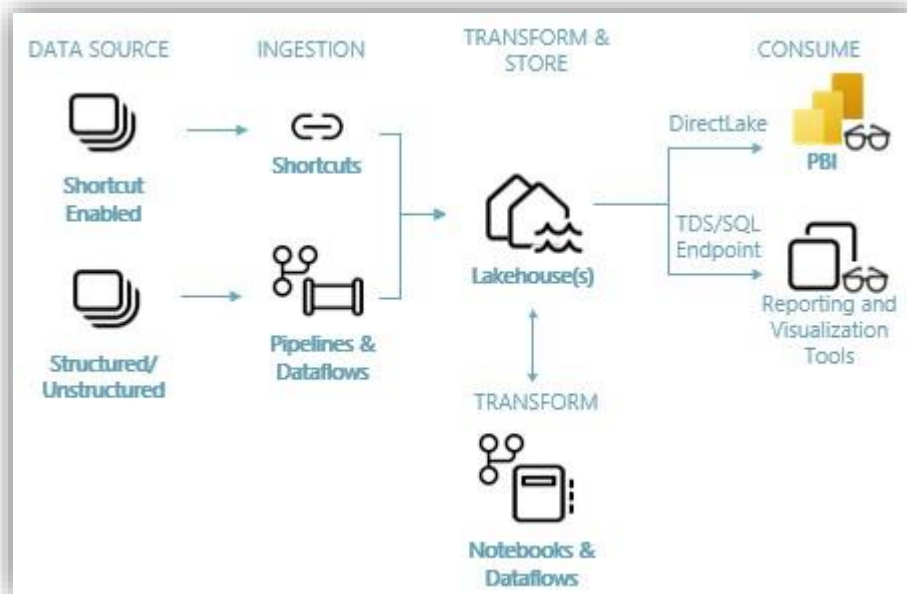 DATA SOURCE
INGESTION
TRANSFORM &
STORE
CONSUME
Shortcut
Enabled
Shortcuts
DirectLake
PBI
Structured/
Unstructured
Pipelines &
Dataflows
Lakehouse(s)
TDS/SQL
Endpoint
Reporting and
Visualization
Tools
TRANSFORM
Notebooks &
Dataflows